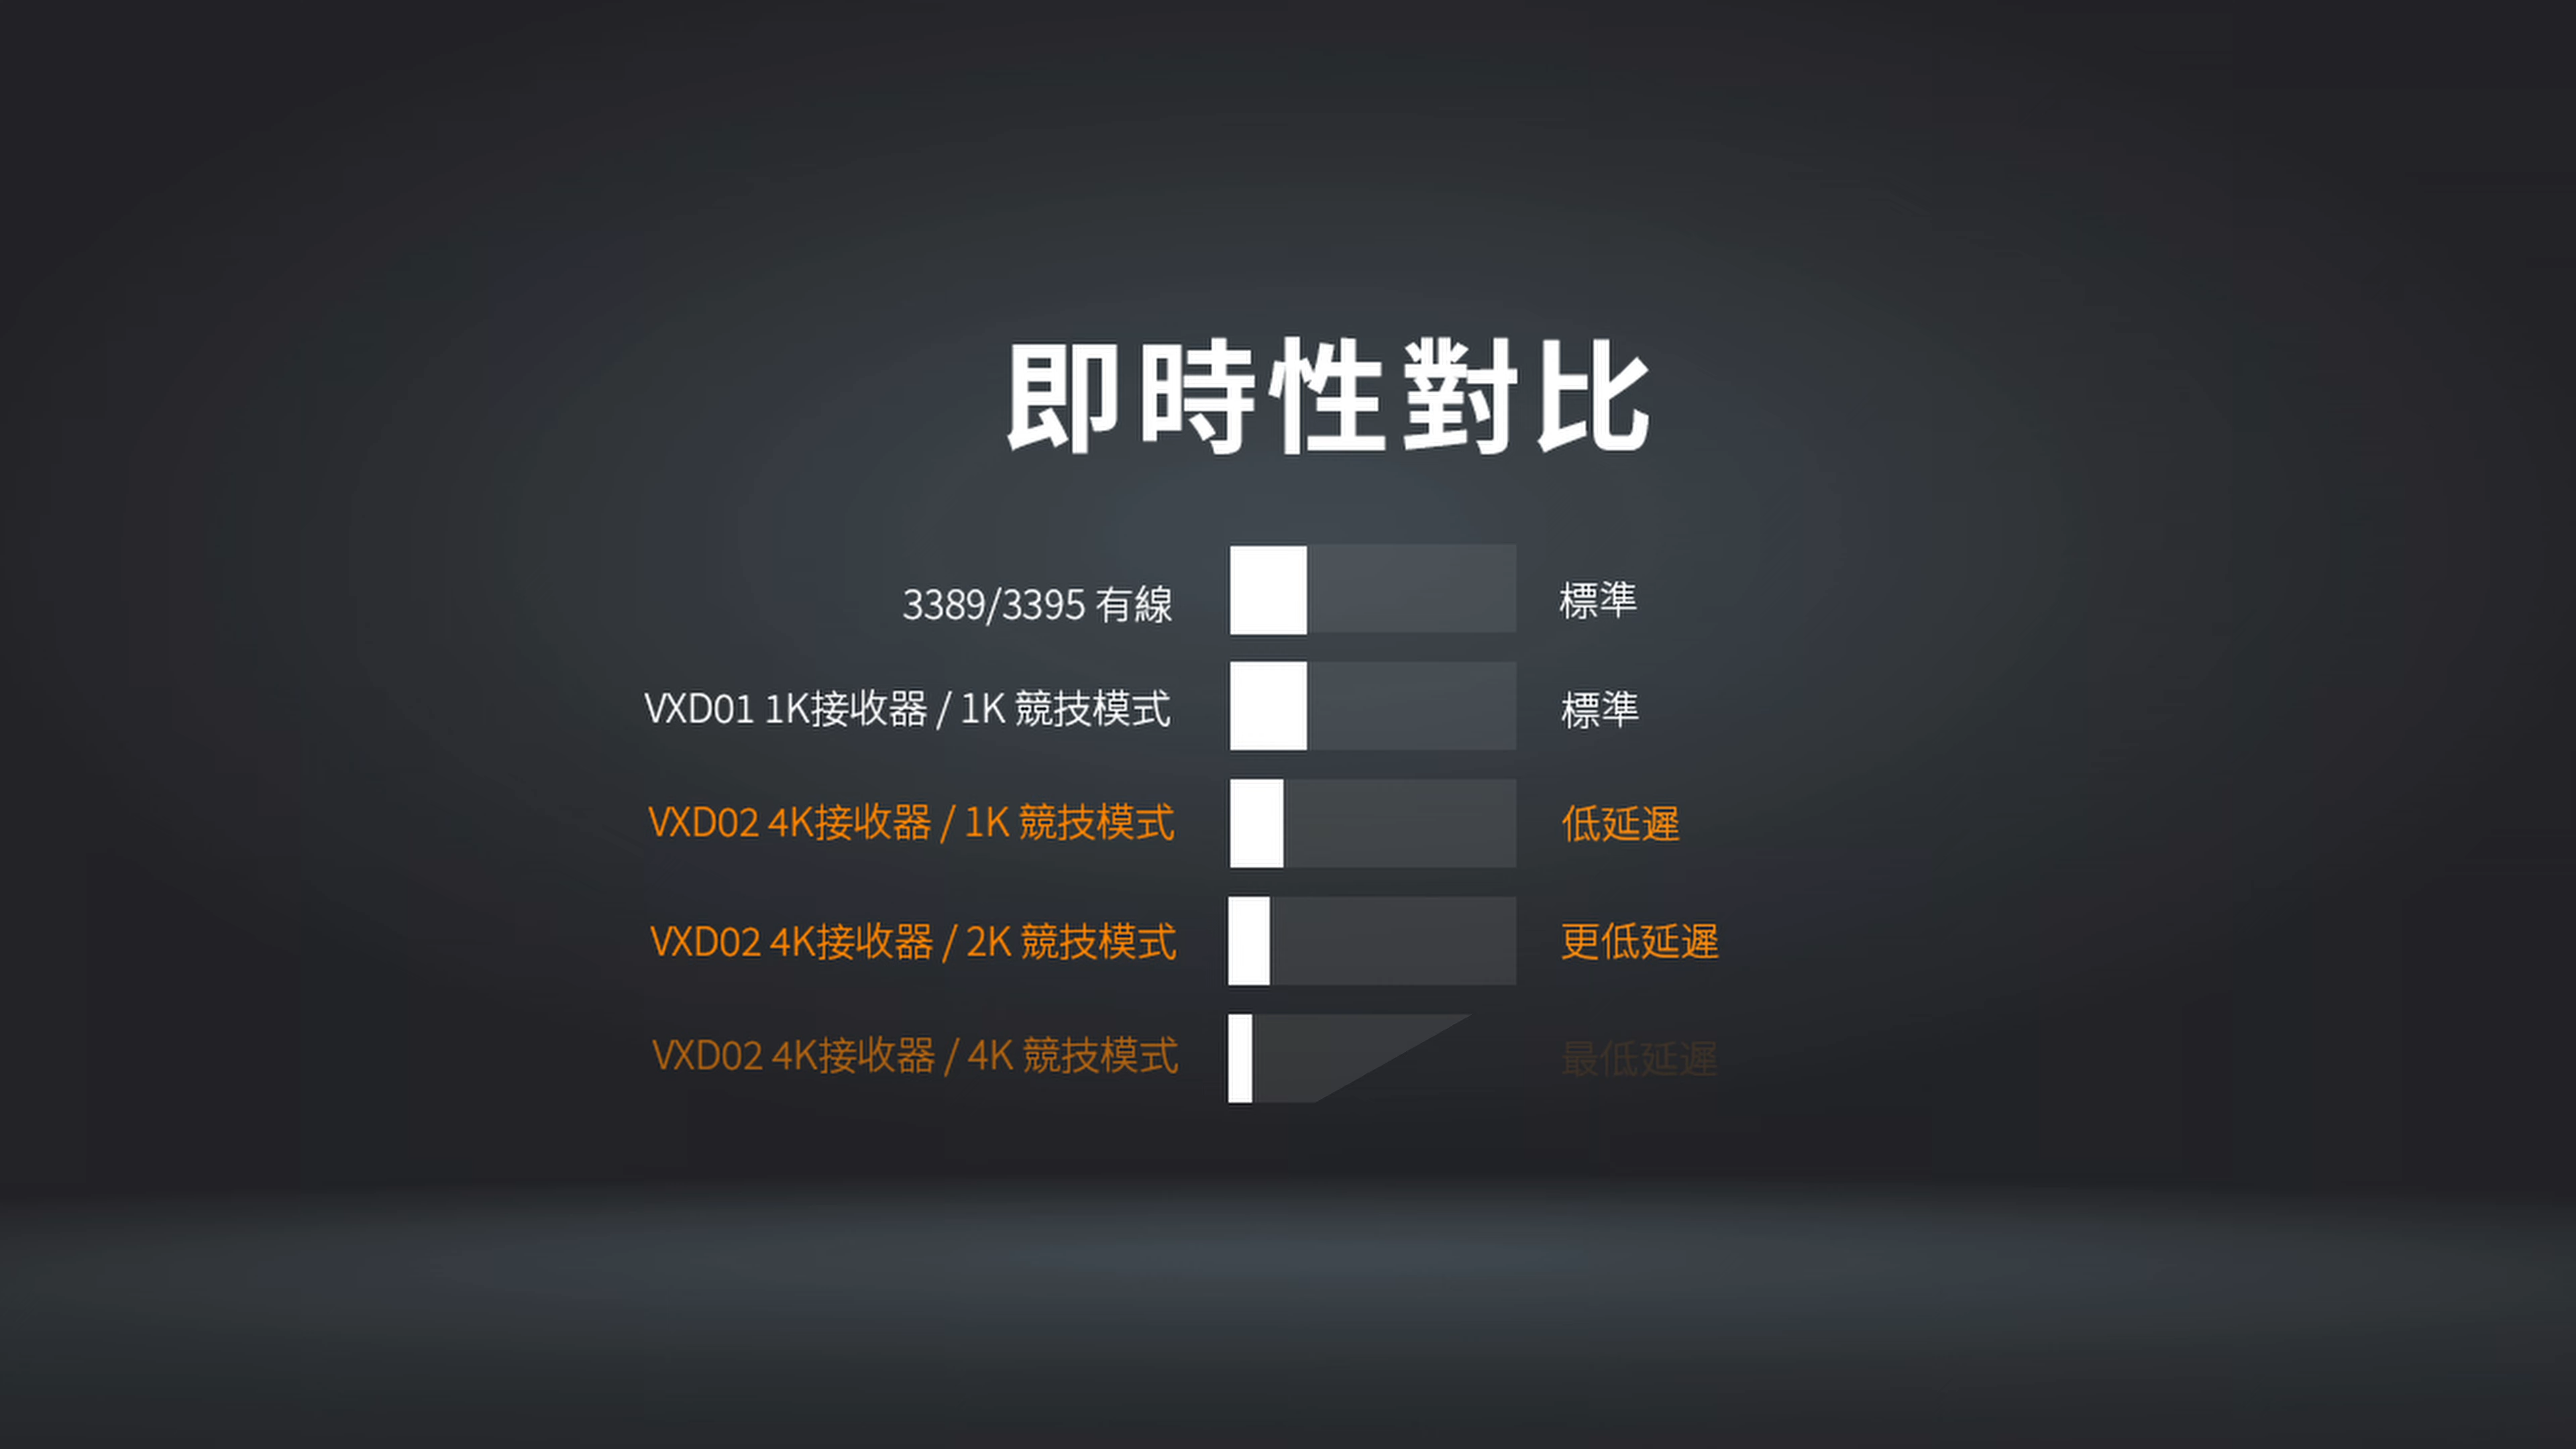 即時性對比
3389/3395 有線 標準
VXD01 1K接收器 / 1K 競技模式 標準
VXD02 4K接收器 / 1K 競技模式 低延遲
VXD02 4K接收器 / 2K 競技模式 更低延遲
VXD02 4K接收器 / 4K 競技模式 最低延遲